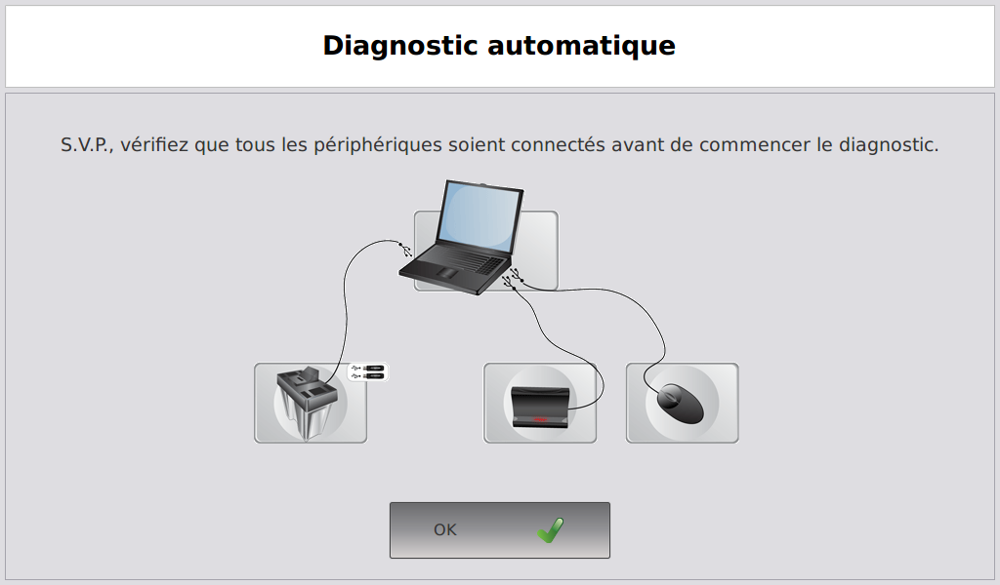 Diagnostic automatique
S.V.P., vérifiez que tous les périphériques soient connectés avant de commencer le diagnostic.
OK